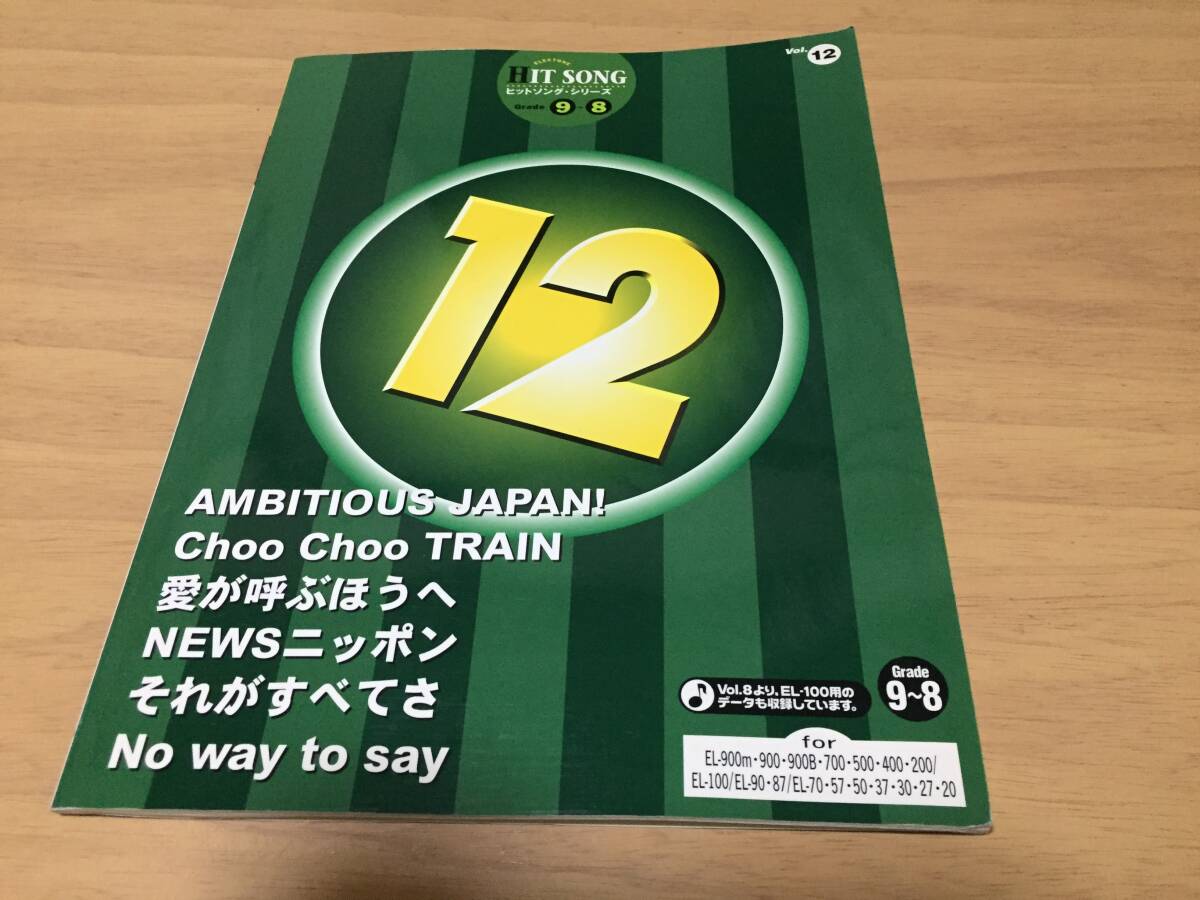 Vol. 12
ELEKTONE
HIT SONG
ヒットソング・シリーズ
Grade 9~8
12
AMBITIOUS JAPAN!
Choo Choo TRAIN
愛が呼ぶほうへ
NEWSニッポン
それがすべてさ
No way to say
Vol.8より、EL-100用の
データも収録しています。
Grade
9~8
for
EL-900m・900・900B・700・500・400・200/
EL-100/EL-90・87/EL-70・57・50・37・30・27・20